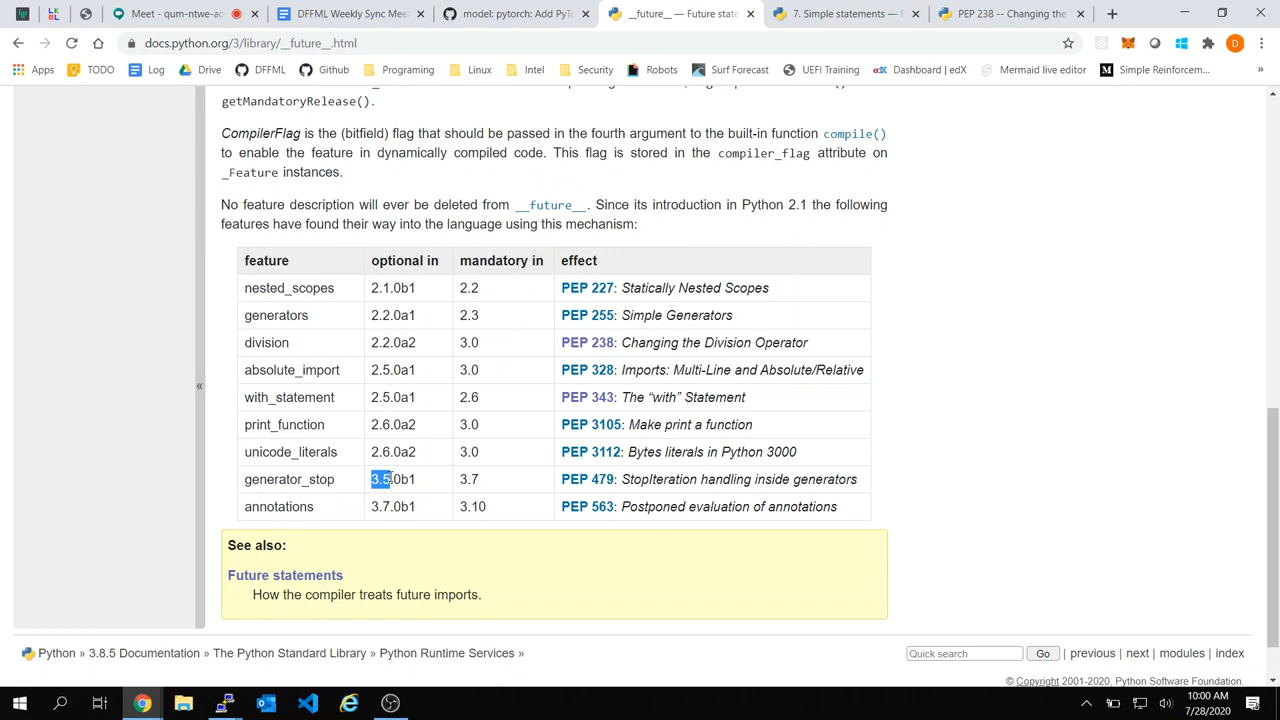 Meet - qum-ntwe-ao
DFFML Weekly Sync Mee
model: pytorch: Add PyTo
__future__ — Future state
7. Simple statements — P
PEP 238 -- Changing the
docs.python.org/3/library/__future__.html
Apps
TODO
Log
Drive
DFFML
Github
Programing
Linux
Intel
Security
Robots
Surf Forecast
UEFI Training
Dashboard | edX
Mermaid live editor
Simple Reinforcem...
getMandatoryRelease().
CompilerFlag is the (bitfield) flag that should be passed in the fourth argument to the built-in function compile()
to enable the feature in dynamically compiled code. This flag is stored in the compiler_flag attribute on
_Feature instances.
No feature description will ever be deleted from __future__. Since its introduction in Python 2.1 the following
features have found their way into the language using this mechanism:
feature optional in mandatory in effect
nested_scopes 2.1.0b1 2.2 PEP 227: Statically Nested Scopes
generators 2.2.0a1 2.3 PEP 255: Simple Generators
division 2.2.0a2 3.0 PEP 238: Changing the Division Operator
absolute_import 2.5.0a1 3.0 PEP 328: Imports: Multi-Line and Absolute/Relative
with_statement 2.5.0a1 2.6 PEP 343: The “with” Statement
print_function 2.6.0a2 3.0 PEP 3105: Make print a function
unicode_literals 2.6.0a2 3.0 PEP 3112: Bytes literals in Python 3000
generator_stop 3.5.0b1 3.7 PEP 479: StopIteration handling inside generators
annotations 3.7.0b1 3.10 PEP 563: Postponed evaluation of annotations
See also:
Future statements
How the compiler treats future imports.
Python » 3.8.5 Documentation » The Python Standard Library » Python Runtime Services »
Quick search Go | previous | next | modules | index
© Copyright 2001-2020, Python Software Foundation.
10:00 AM
7/28/2020